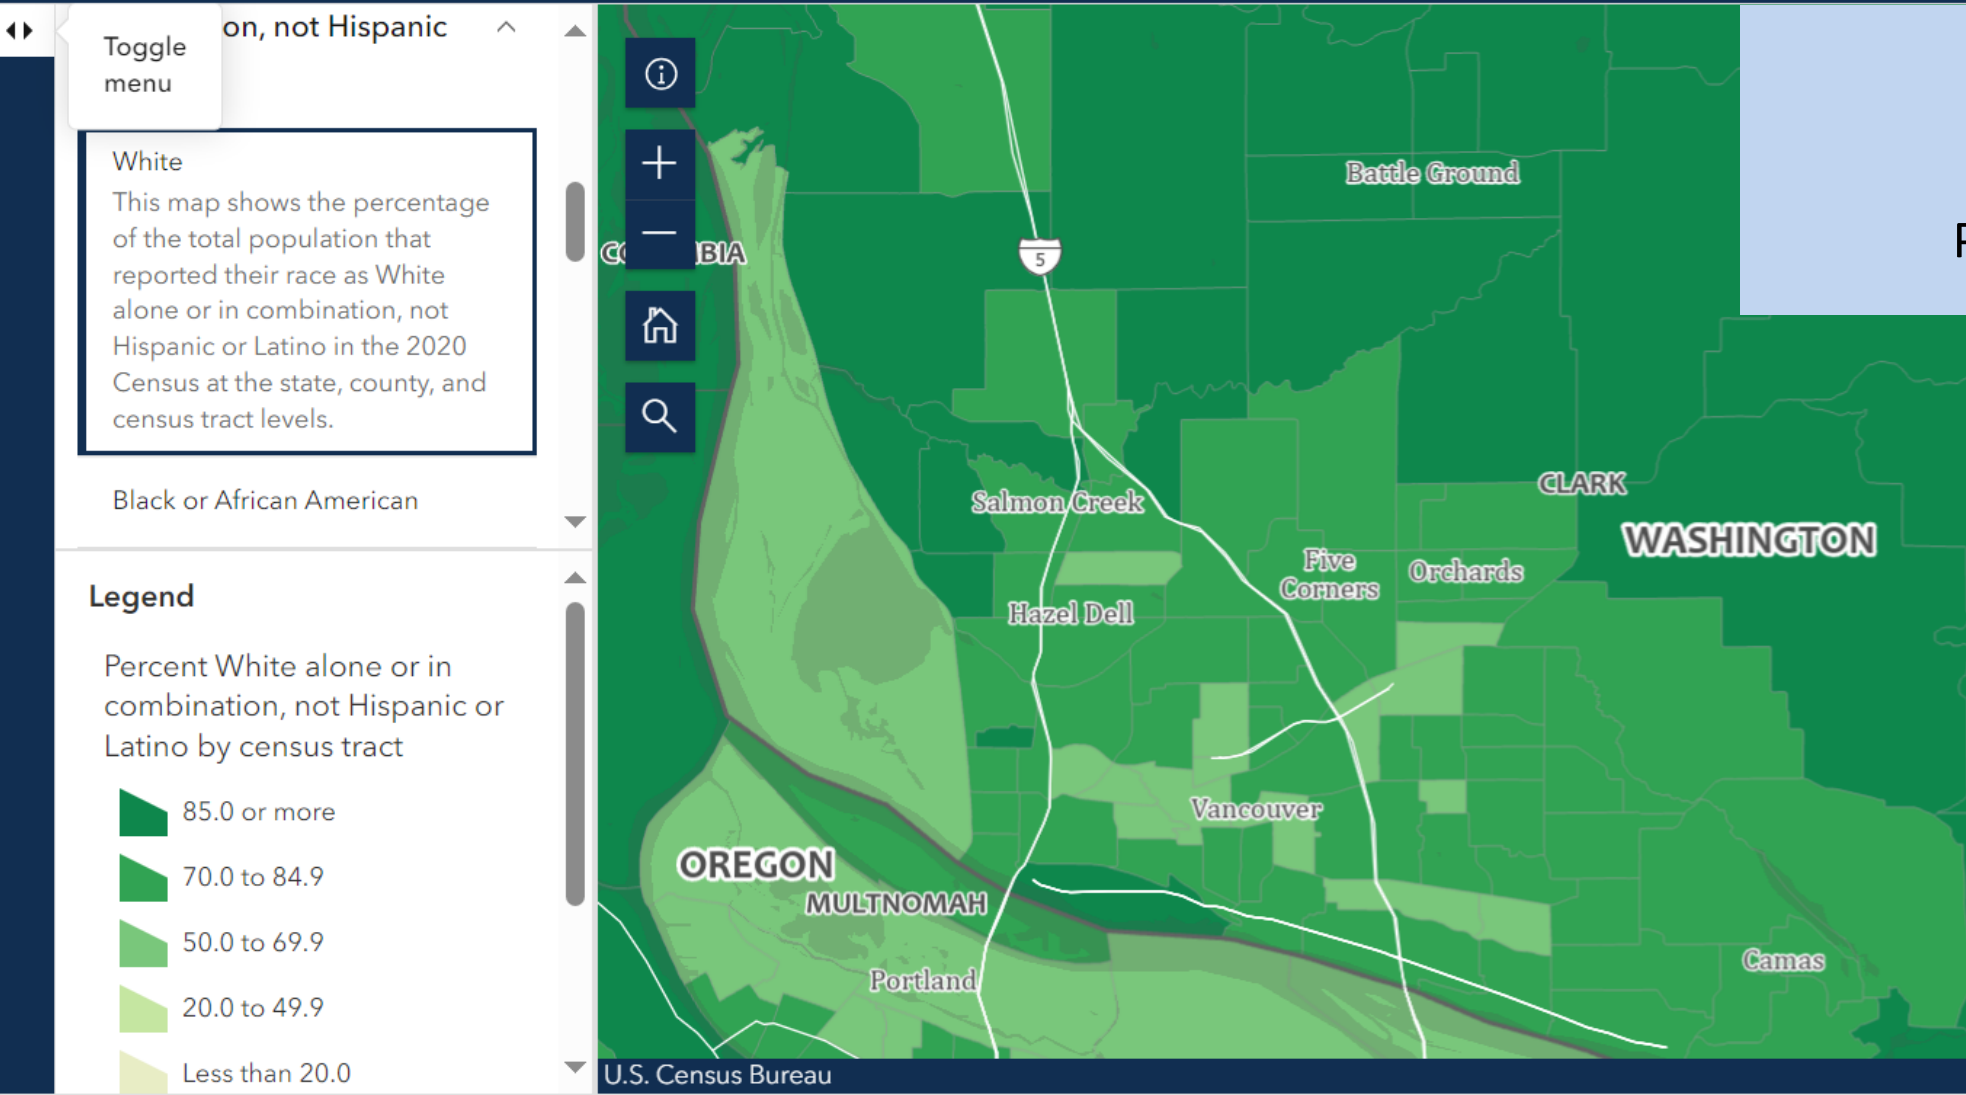 Toggle
menu
on, not Hispanic
White
This map shows the percentage
of the total population that
reported their race as White
alone or in combination, not
Hispanic or Latino in the 2020
Census at the state, county, and
census tract levels.
Black or African American
Legend
Percent White alone or in
combination, not Hispanic or
Latino by census tract
85.0 or more
70.0 to 84.9
50.0 to 69.9
20.0 to 49.9
Less than 20.0
Battle Ground
BIA
5
Salmon Creek
CLARK
WASHINGTON
Five
Corners
Orchards
Hazel Dell
Vancouver
OREGON
MULTNOMAH
Portland
Camas
U.S. Census Bureau